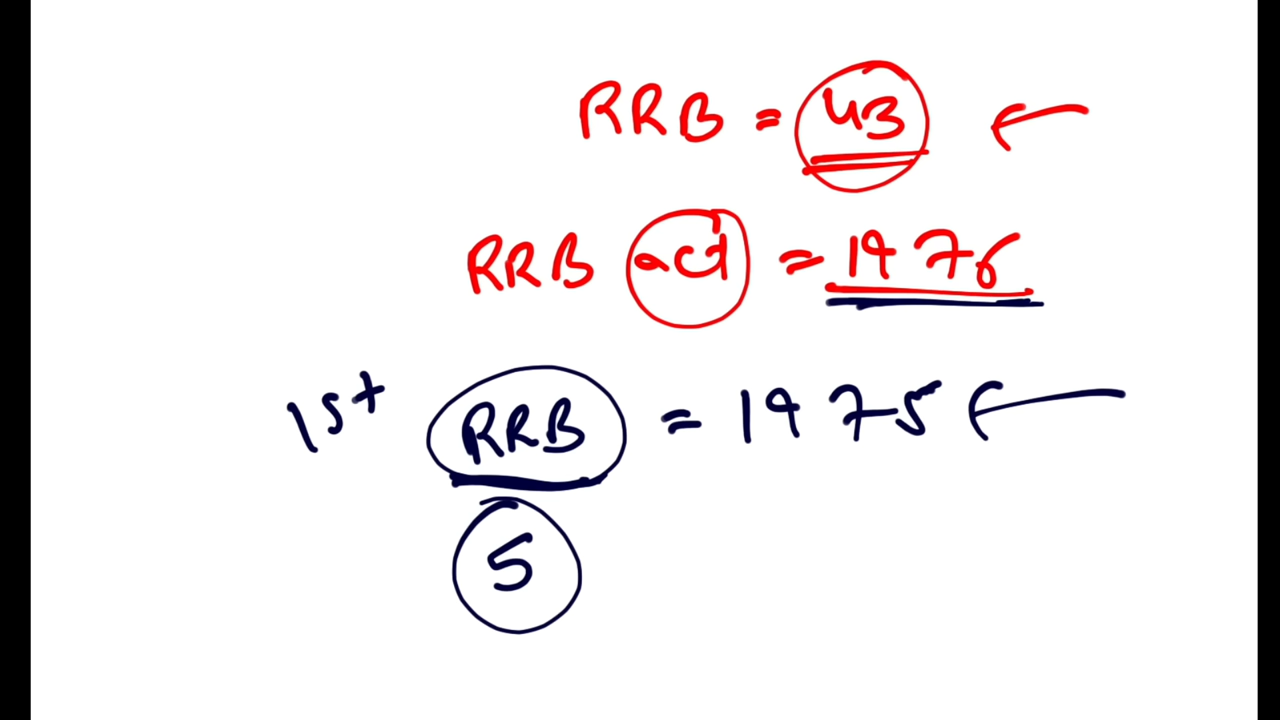 RRB = 43
RRB act = 1976
1st RRB = 1975
5